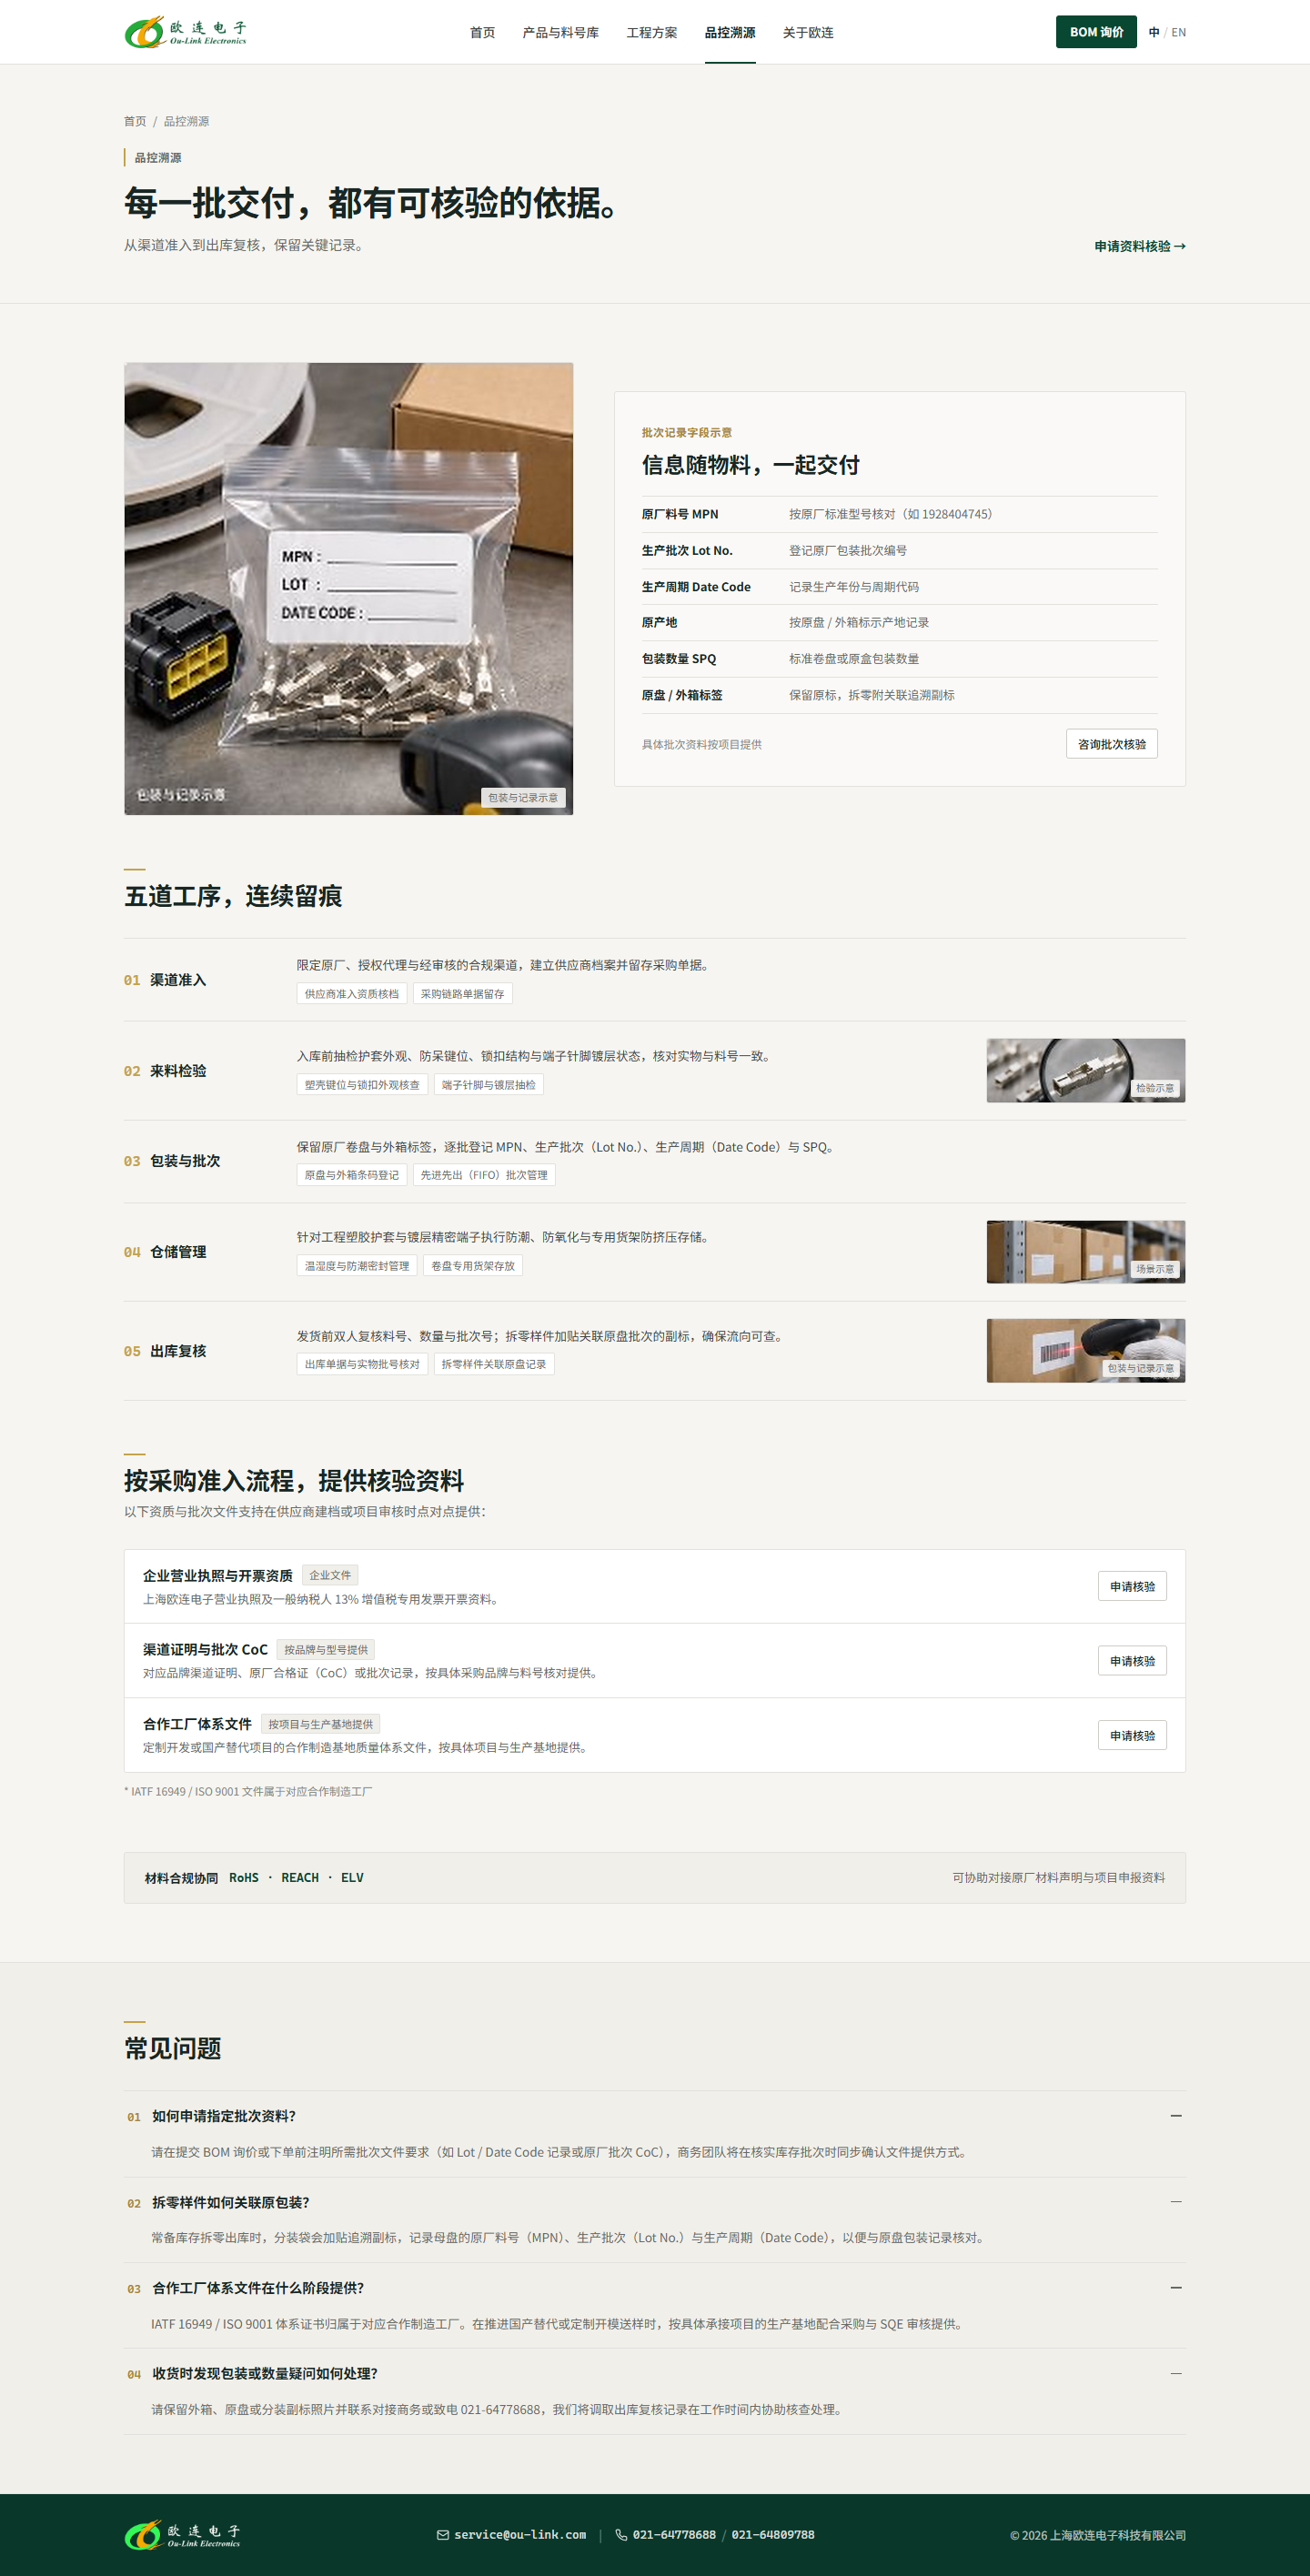 欧连电子
Ou-Link Electronics
首页
产品与料号库
工程方案
品控溯源
关于欧连
BOM 询价
中 / EN
首页 / 品控溯源
品控溯源
每一批交付，都有可核验的依据。
从渠道准入到出库复核，保留关键记录。
申请资料核验 →
MPN :
LOT :
DATE CODE :
包装与记录示意
包装与记录示意
批次记录字段示意
信息随物料，一起交付
原厂料号 MPN 按原厂标准型号核对（如 1928404745）
生产批次 Lot No. 登记原厂包装批次编号
生产周期 Date Code 记录生产年份与周期代码
原产地 按原盘 / 外箱标示产地记录
包装数量 SPQ 标准卷盘或原盒包装数量
原盘 / 外箱标签 保留原标，拆零附关联追溯副标
具体批次资料按项目提供
咨询批次核验
五道工序，连续留痕
01 渠道准入
限定原厂、授权代理与经审核的合规渠道，建立供应商档案并留存采购单据。
供应商准入资质核档 采购链路单据留存
02 来料检验
入库前抽检护套外观、防呆键位、锁扣结构与端子针脚镀层状态，核对实物与料号一致。
塑壳键位与锁扣外观核查 端子针脚与镀层抽检
检验示意
03 包装与批次
保留原厂卷盘与外箱标签，逐批登记 MPN、生产批次（Lot No.）、生产周期（Date Code）与 SPQ。
原盘与外箱条码登记 先进先出（FIFO）批次管理
04 仓储管理
针对工程塑胶护套与镀层精密端子执行防潮、防氧化与专用货架防挤压存储。
温湿度与防潮密封管理 卷盘专用货架存放
场景示意
05 出库复核
发货前双人复核料号、数量与批次号；拆零样件加贴关联原盘批次的副标，确保流向可查。
出库单据与实物批号核对 拆零样件关联原盘记录
包装与记录示意
按采购准入流程，提供核验资料
以下资质与批次文件支持在供应商建档或项目审核时点对点提供：
企业营业执照与开票资质 企业文件
上海欧连电子营业执照及一般纳税人 13% 增值税专用发票开票资料。
申请核验
渠道证明与批次 CoC 按品牌与型号提供
对应品牌渠道证明、原厂合格证（CoC）或批次记录，按具体采购品牌与料号核对提供。
申请核验
合作工厂体系文件 按项目与生产基地提供
定制开发或国产替代项目的合作制造基地质量体系文件，按具体项目与生产基地提供。
申请核验
* IATF 16949 / ISO 9001 文件属于对应合作制造工厂
材料合规协同 RoHS · REACH · ELV
可协助对接原厂材料声明与项目申报资料
常见问题
01 如何申请指定批次资料？
请在提交 BOM 询价或下单前注明所需批次文件要求（如 Lot / Date Code 记录或原厂批次 CoC），商务团队将在核实库存批次时同步确认文件提供方式。
02 拆零样件如何关联原包装？
常备库存拆零出库时，分装袋会加贴追溯副标，记录母盘的原厂料号（MPN）、生产批次（Lot No.）与生产周期（Date Code），以便与原盘包装记录核对。
03 合作工厂体系文件在什么阶段提供？
IATF 16949 / ISO 9001 体系证书归属于对应合作制造工厂。在推进国产替代或定制开模送样时，按具体承接项目的生产基地配合采购与 SQE 审核提供。
04 收货时发现包装或数量疑问如何处理？
请保留外箱、原盘或分装副标照片并联系对接商务或致电 021-64778688，我们将调取出库复核记录在工作时间内协助核查处理。
欧连电子
Ou-Link Electronics
service@ou-link.com | 021-64778688 / 021-64809788
© 2026 上海欧连电子科技有限公司